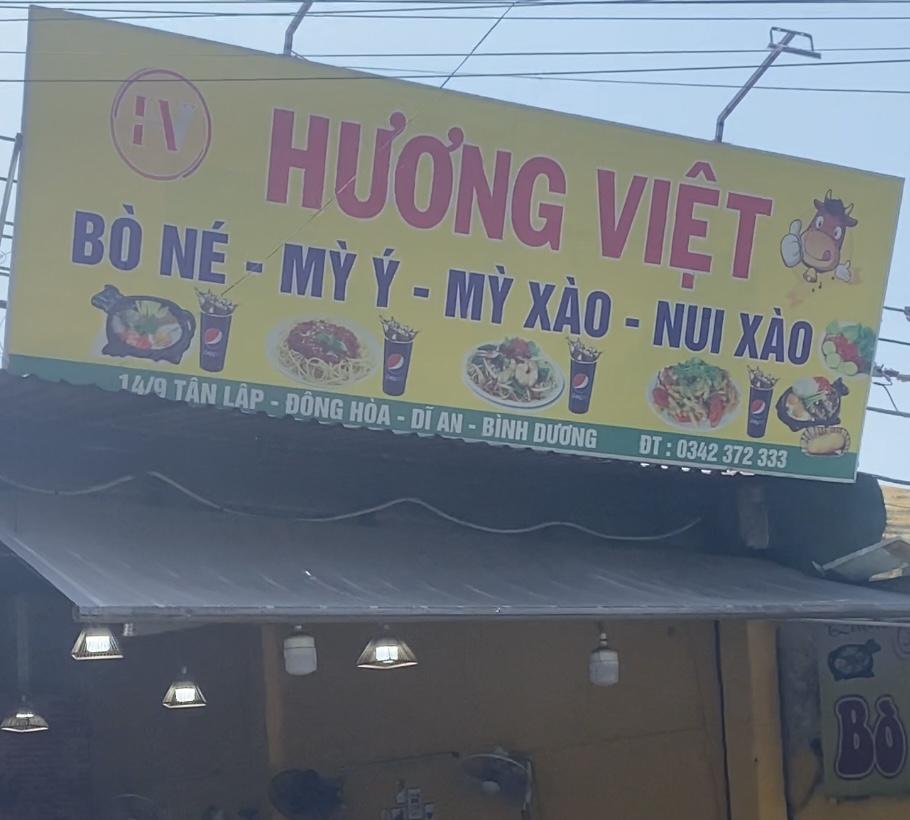 HV
HƯƠNG VIỆT
BÒ NÉ - MỲ Ý - MỲ XÀO - NUI XÀO
14/9 TÂN LẬP - ĐÔNG HÒA - DĨ AN - BÌNH DƯƠNG ĐT : 0342 372 333
BÒ